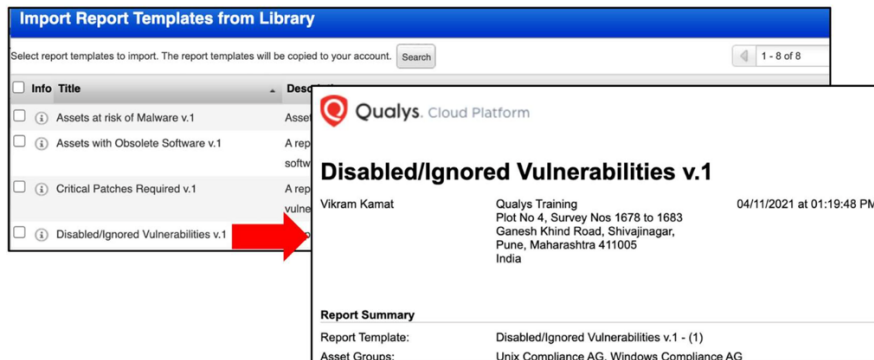 Import Report Templates from Library
Select report templates to import. The report templates will be copied to your account. Search 1 - 8 of 8
Info Title
Assets at risk of Malware v.1
Assets with Obsolete Software v.1 A
Critical Patches Required v.1 A
Disabled/Ignored Vulnerabilities v.1
Qualys. Cloud Platform
Disabled/Ignored Vulnerabilities v.1
Vikram Kamat Qualys Training 04/11/2021 at 01:19:48 PM
Plot No 4, Survey Nos 1678 to 1683
Ganesh Khind Road, Shivajinagar,
Pune, Maharashtra 411005
India
Report Summary
Report Template: Disabled/Ignored Vulnerabilities v.1 - (1)
Asset Groups: Unix Compliance AG, Windows Compliance AG